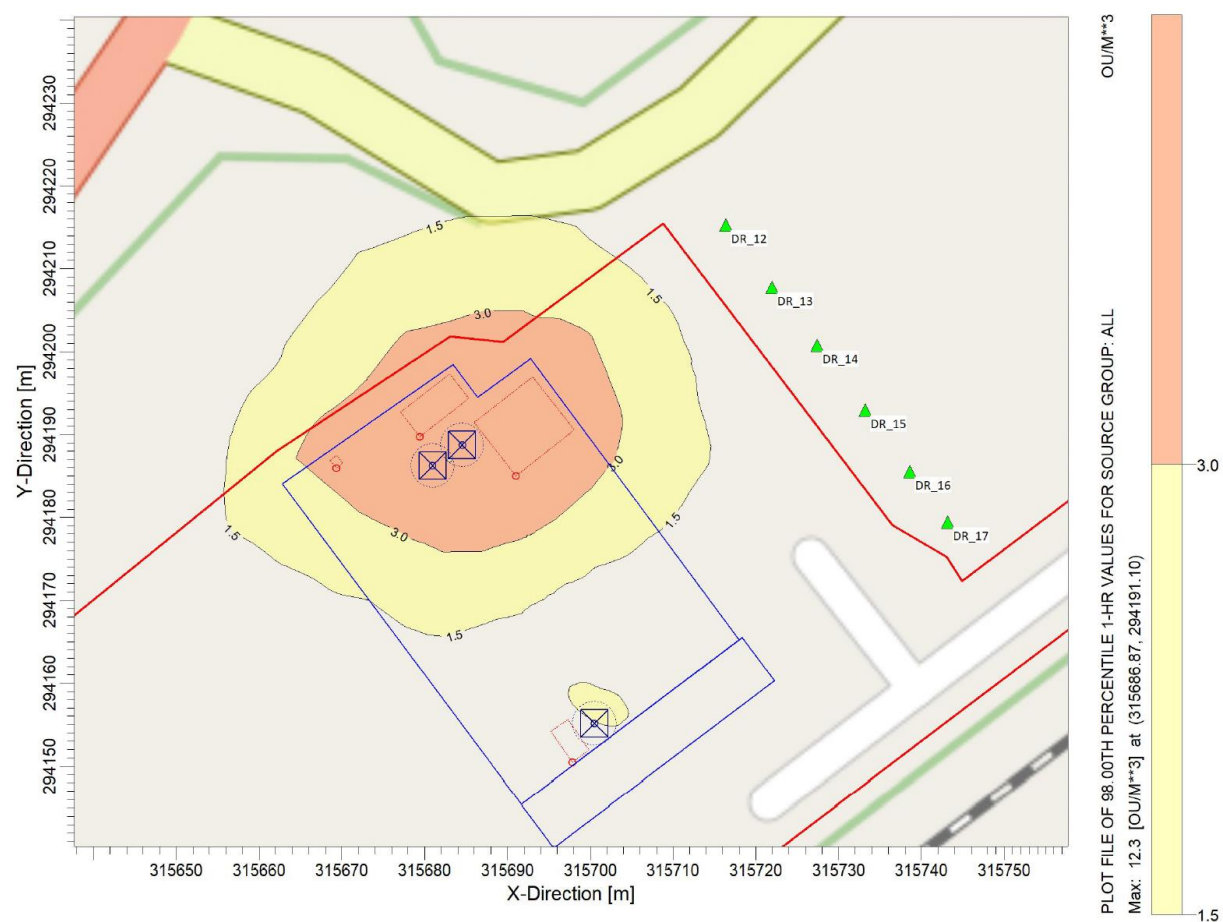 OU/M**3
PLOT FILE OF 98.00TH PERCENTILE 1-HR VALUES FOR SOURCE GROUP: ALL
Max: 12.3 [OU/M**3] at (315686.87, 294191.10)
3.0
1.5
Y-Direction [m]
294230
294220
294210
294200
294190
294180
294170
294160
294150
1.5
DR_12
1.5
DR_13
3.0
DR_14
DR_15
3.0
DR_16
1.5
3.0
1.5
DR_17
1.5
315650
315660
315670
315680
315690
315700
315710
315720
315730
315740
315750
X-Direction [m]